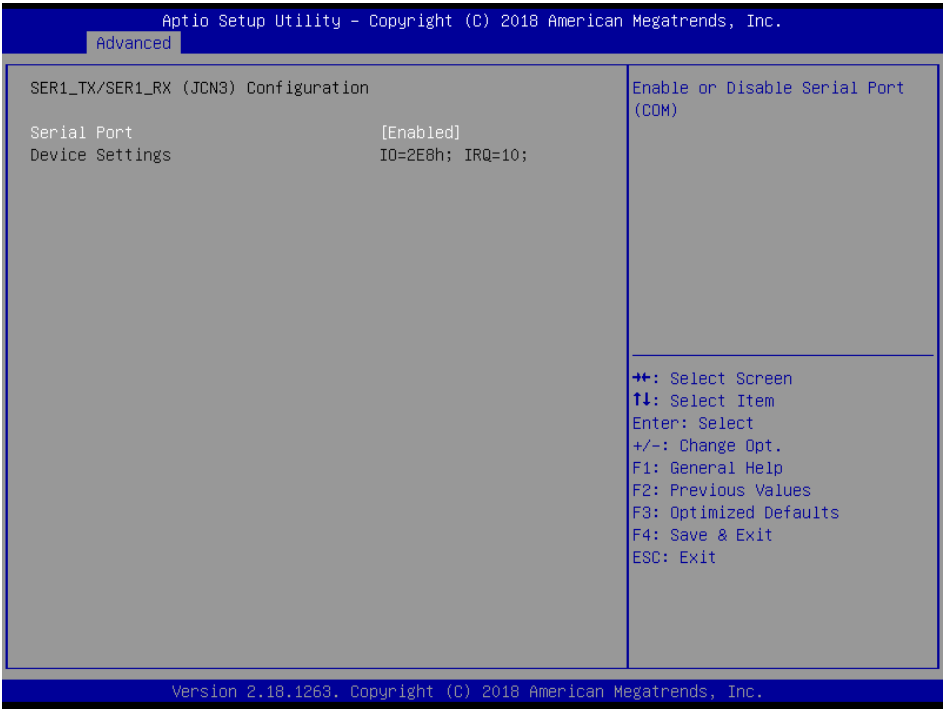 Aptio Setup Utility – Copyright (C) 2018 American Megatrends, Inc.
Advanced
SER1_TX/SER1_RX (JCN3) Configuration
Serial Port [Enabled]
Device Settings IO=2E8h; IRQ=10;
Enable or Disable Serial Port
(COM)
→←: Select Screen
↑↓: Select Item
Enter: Select
+/-: Change Opt.
F1: General Help
F2: Previous Values
F3: Optimized Defaults
F4: Save & Exit
ESC: Exit
Version 2.18.1263. Copyright (C) 2018 American Megatrends, Inc.